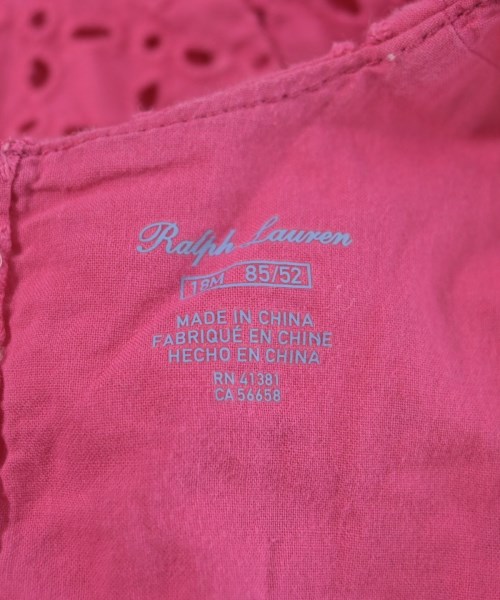 Ralph Lauren
18M 85/52
MADE IN CHINA
FABRIQUÉ EN CHINE
HECHO EN CHINA
RN 41381
CA 56658